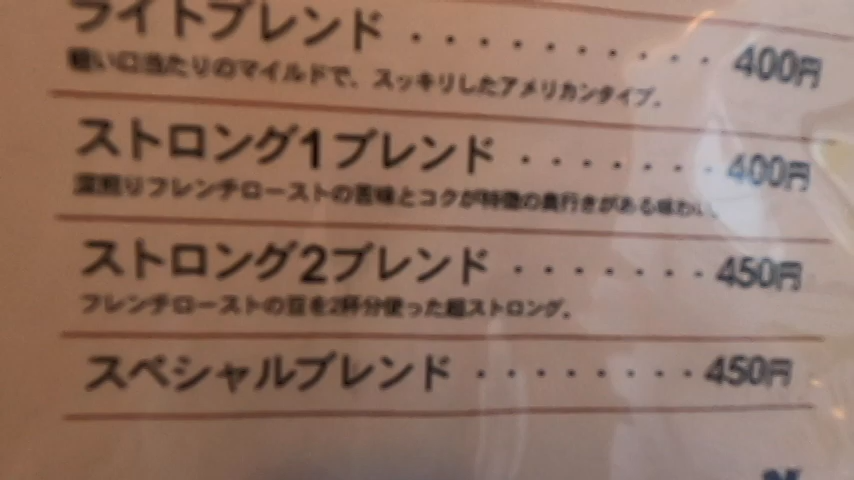 ライトブレンド ・・・・・・・・・・ 400円
軽い口当たりのマイルドで、スッキリしたアメリカンタイプ。
ストロング1ブレンド ・・・・・・・ 400円
深煎りフレンチローストの苦味とコクが特徴の奥行きがある味わい。
ストロング2ブレンド ・・・・・・・ 450円
フレンチローストの豆を2杯分使った超ストロング。
スペシャルブレンド ・・・・・・・・ 450円